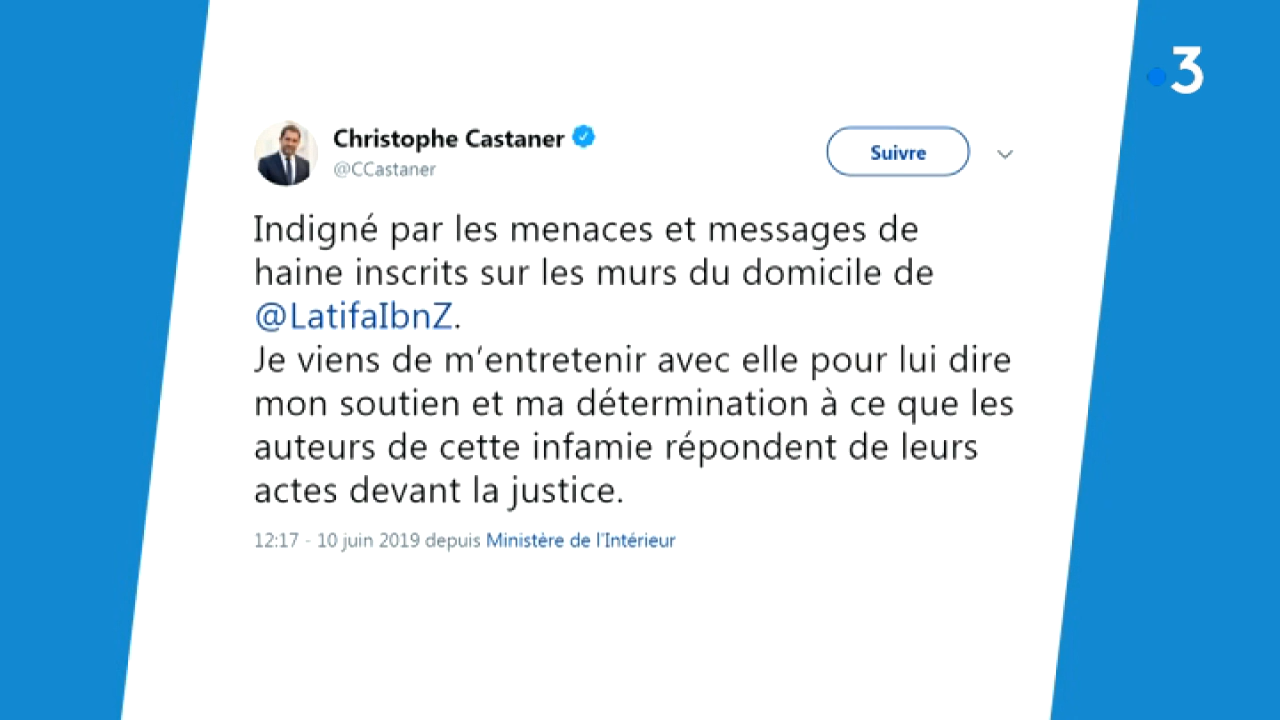 3
Christophe Castaner
@CCastaner
Suivre
Indigné par les menaces et messages de
haine inscrits sur les murs du domicile de
@LatifaIbnZ.
Je viens de m'entretenir avec elle pour lui dire
mon soutien et ma détermination à ce que les
auteurs de cette infamie répondent de leurs
actes devant la justice.
12:17 - 10 juin 2019 depuis Ministère de l'Intérieur